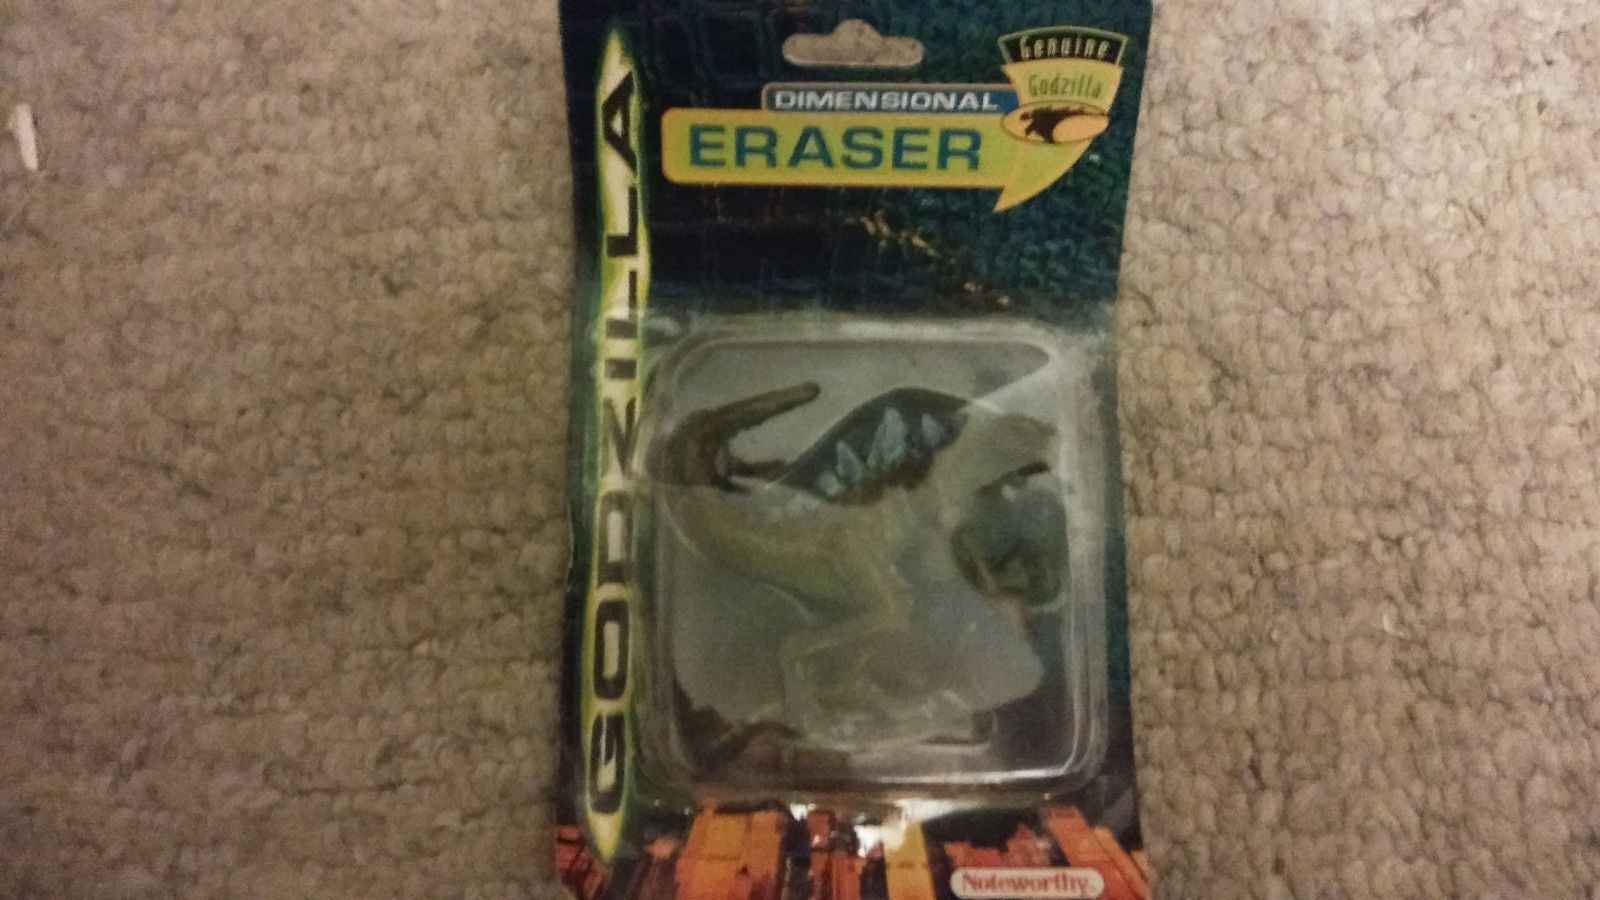 Genuine
Godzilla
DIMENSIONAL
ERASER
GODZILLA
Noteworthy